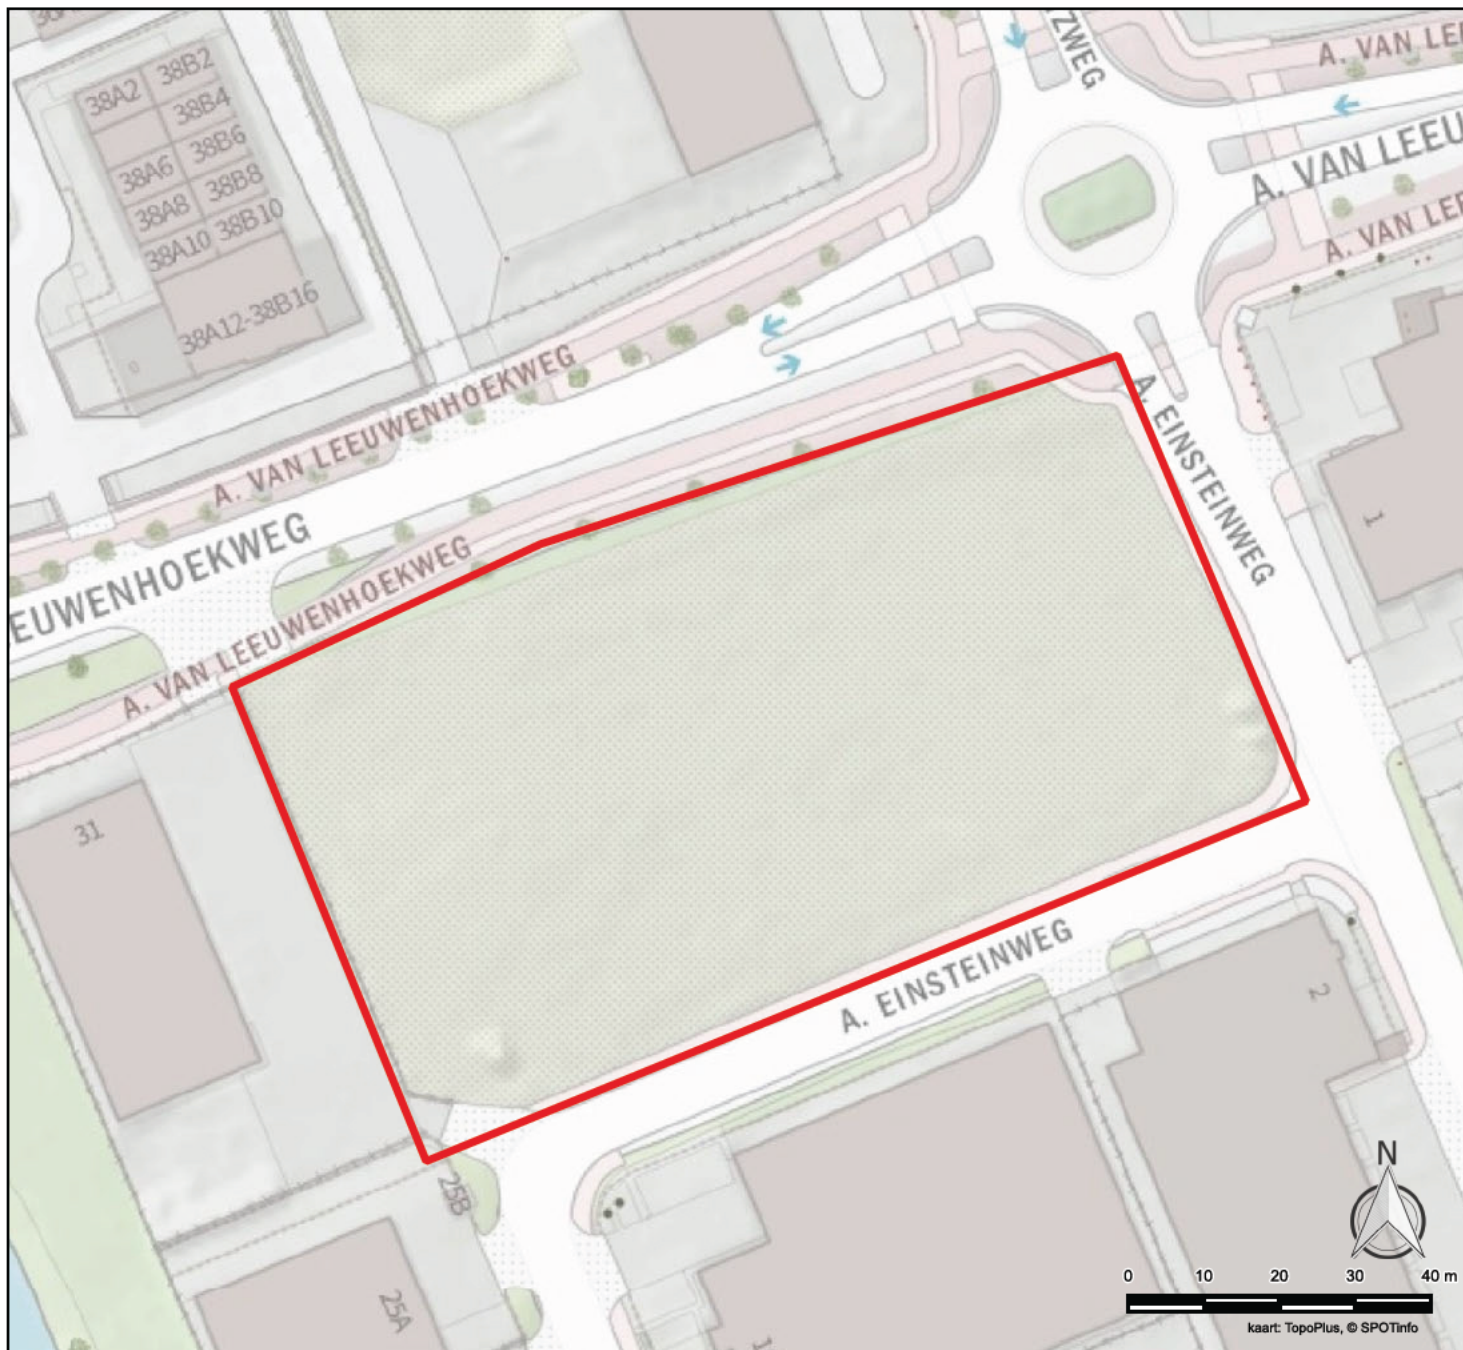 38A2
38B2
38B4
38A6
38B6
38A8
38B8
38A10
38B10
38A12-38B16
ZWEG
A. VAN LEE
A. VAN LEEU
A. VAN LEE
A. VAN LEEUWENHOEKWEG
EUWENHOEKWEG
A. VAN LEEUWENHOEKWEG
A. EINSTEINWEG
1
31
A. EINSTEINWEG
2
25B
25A
1
N
0 10 20 30 40 m
kaart: TopoPlus, © SPOTinfo